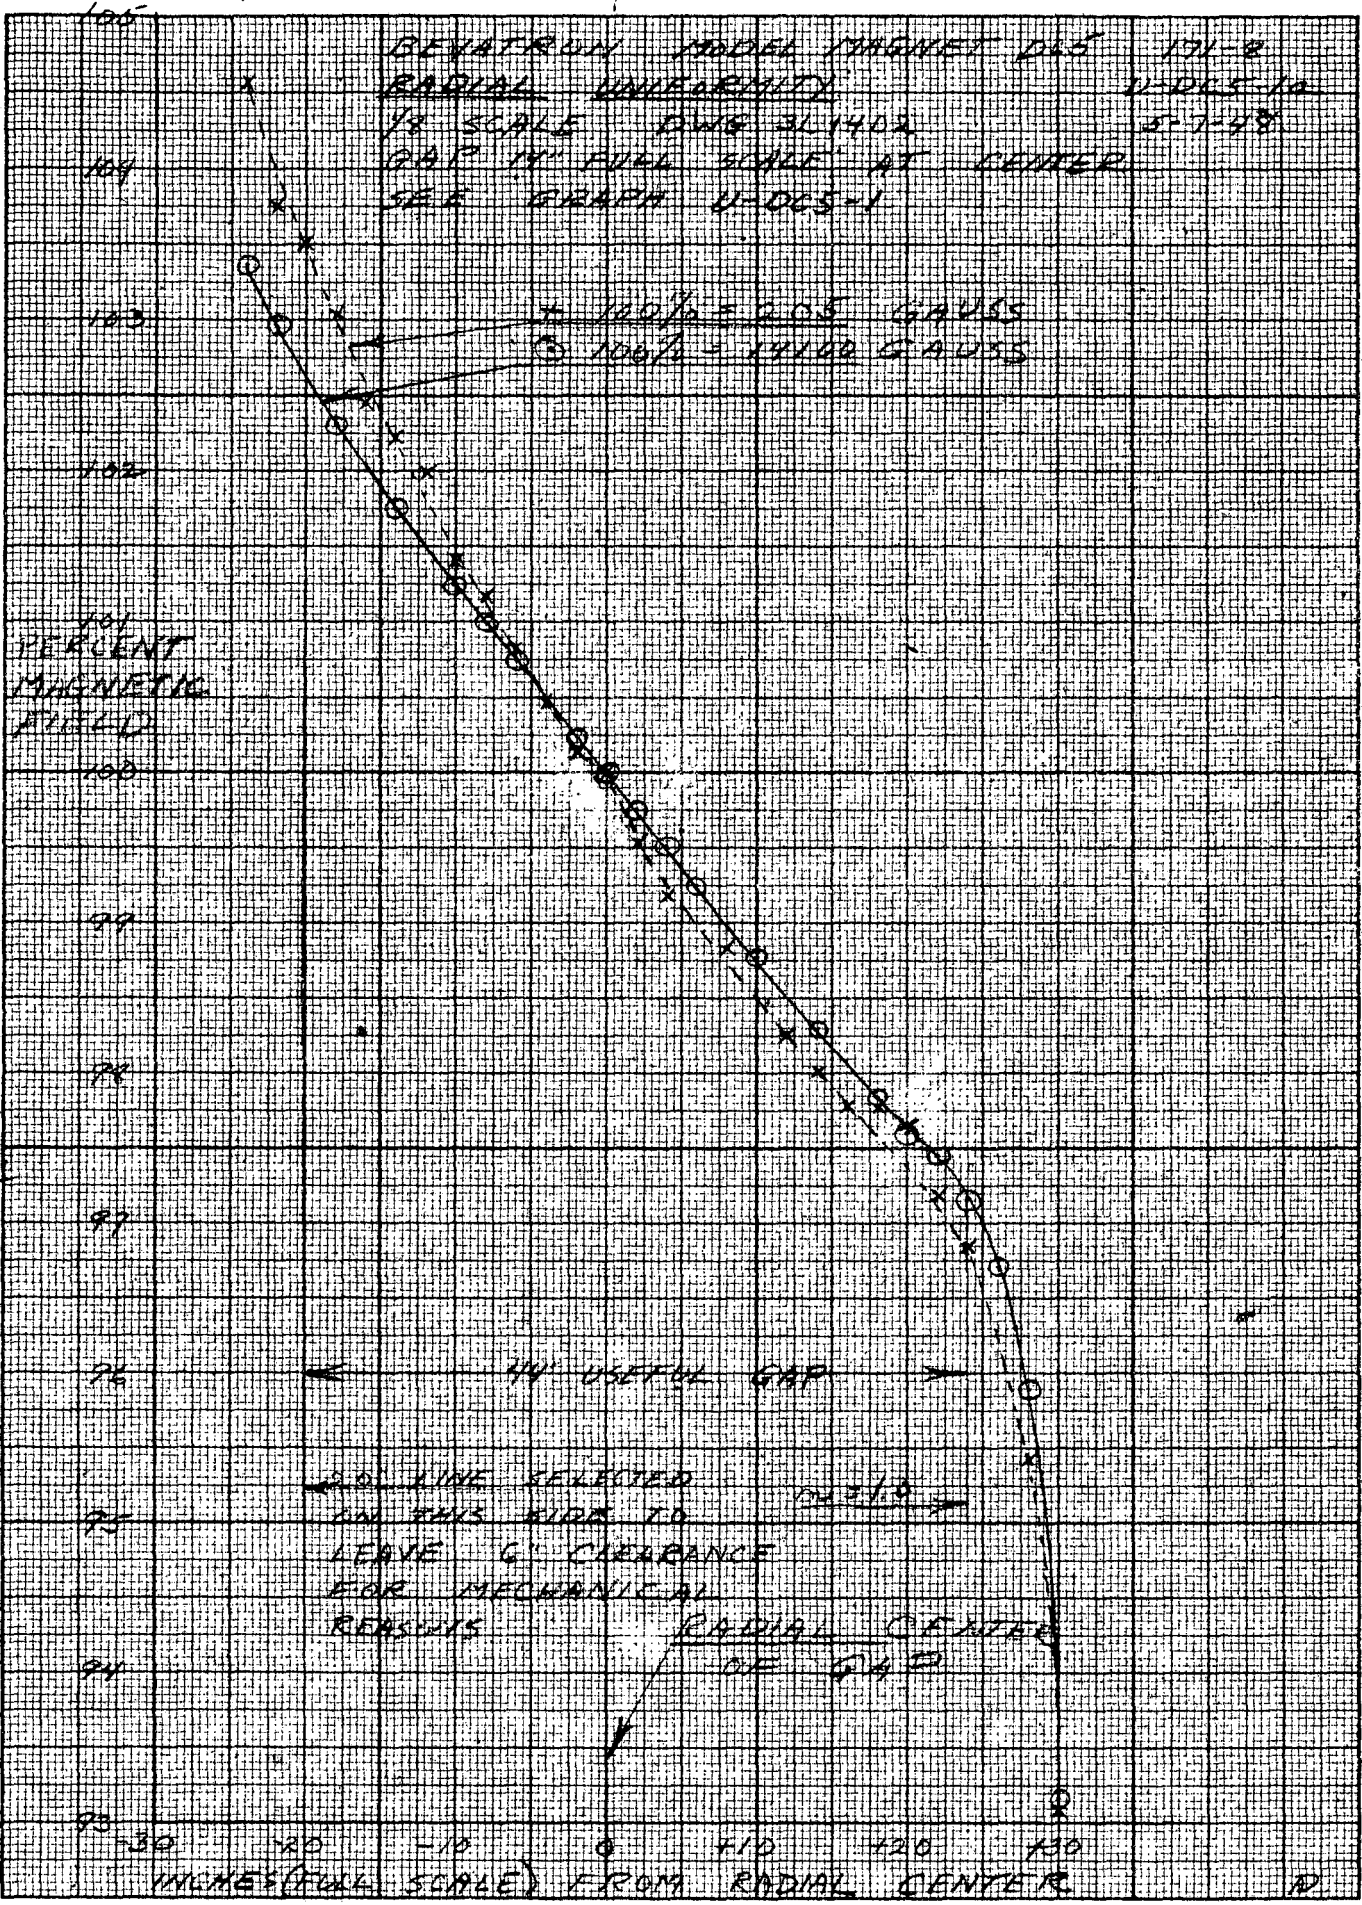 105
BEVATRON MODEL MAGNET DC5 171-8
RADIAL UNIFORMITY U-DC5-1a
1/8 SCALE DWG 3L1402 5-7-48
GAP 14" FULL SCALE AT CENTER
104
SEE GRAPH U-DC5-1
+ 100% = 205 GAUSS
103
⊙ 100% = 14100 GAUSS
102
101
PERCENT
MAGNETIC
FIELD
100
99
98
97
96
44" USEFUL GAP
20" LINE SELECTED
n=1.0
ON THIS SIDE TO
95
LEAVE 6" CLEARANCE
FOR MECHANICAL
REASONS
RADIAL CENTER
OF GAP
94
93
-30 -20 -10 0 +10 +20 +30
INCHES (FULL SCALE) FROM RADIAL CENTER